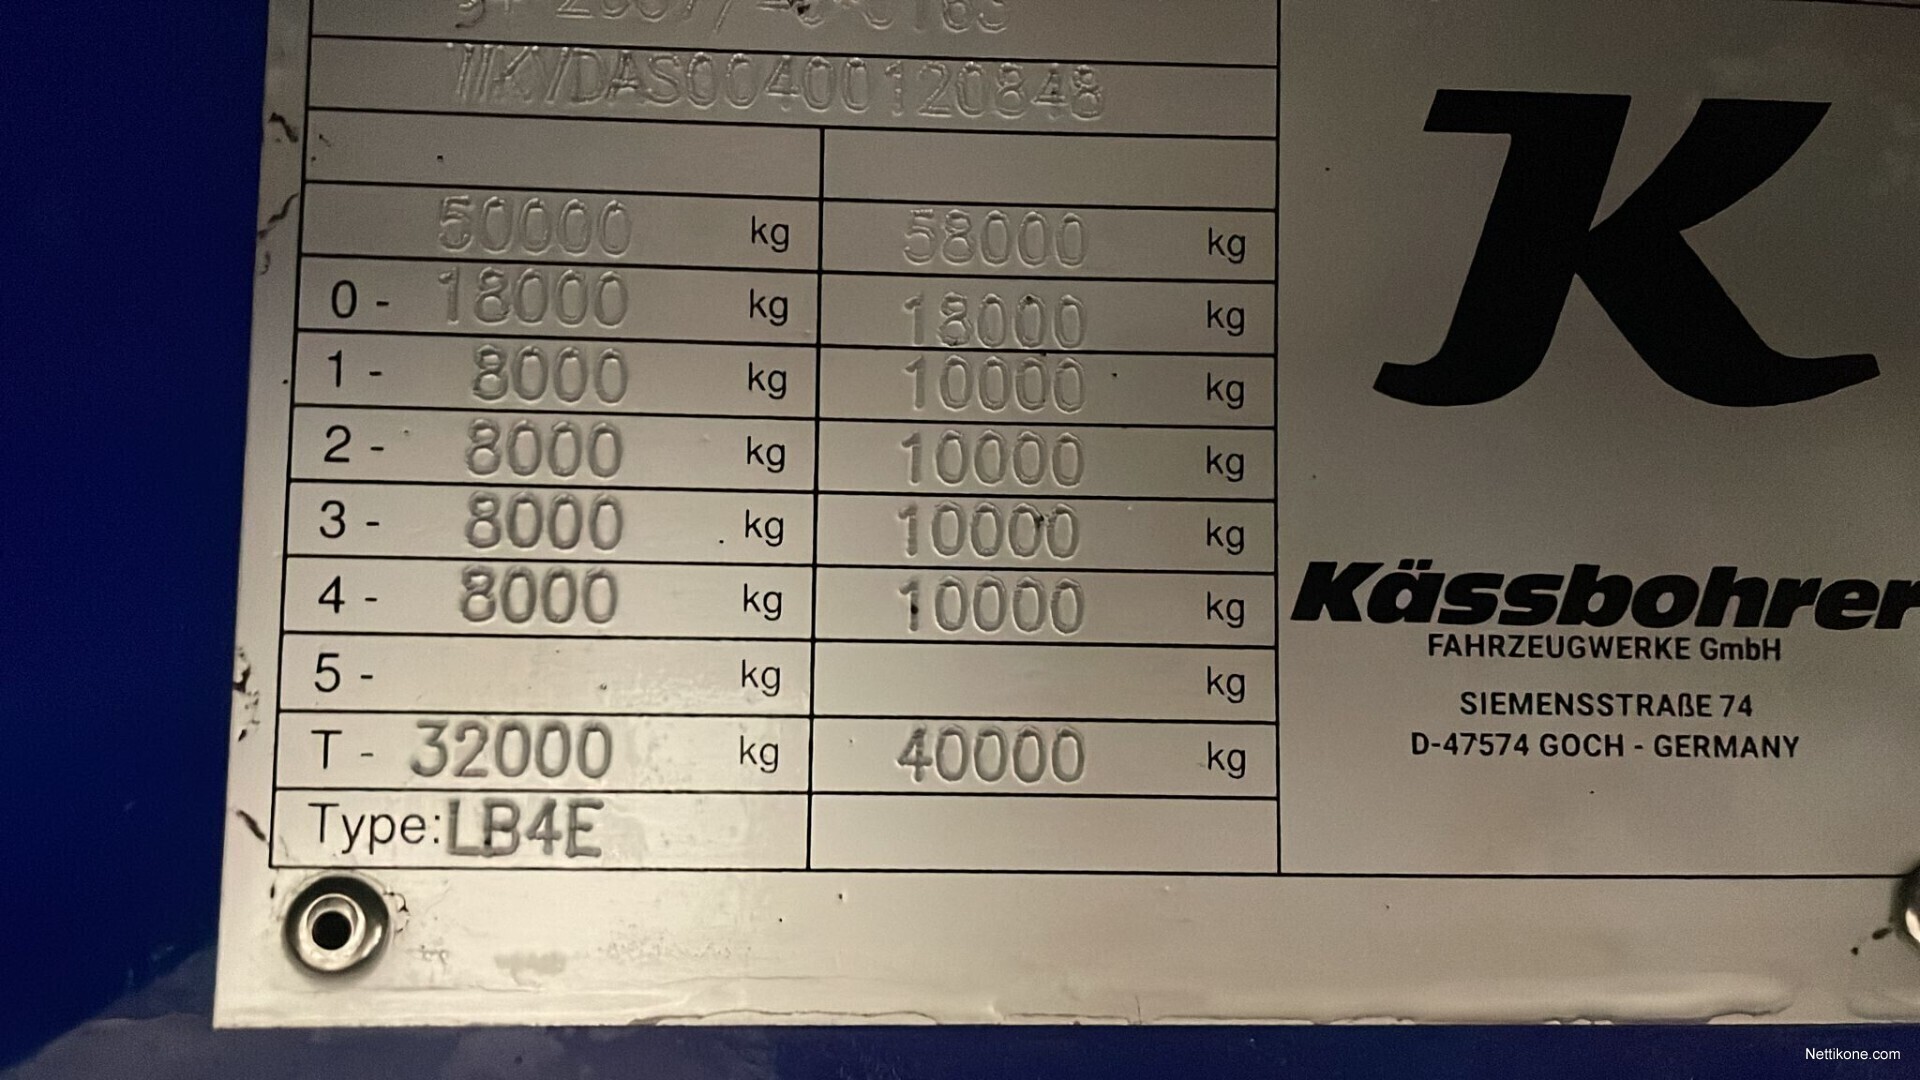 WKVDAS00400120848
50000 kg 58000 kg
0 - 18000 kg 18000 kg
1 - 8000 kg 10000 kg
2 - 8000 kg 10000 kg
3 - 8000 kg 10000 kg
4 - 8000 kg 10000 kg
5 - kg kg
T - 32000 kg 40000 kg
Type: LB4E
K
Kässbohrer
FAHRZEUGWERKE GmbH
SIEMENSSTRAßE 74
D-47574 GOCH - GERMANY
Nettikone.com